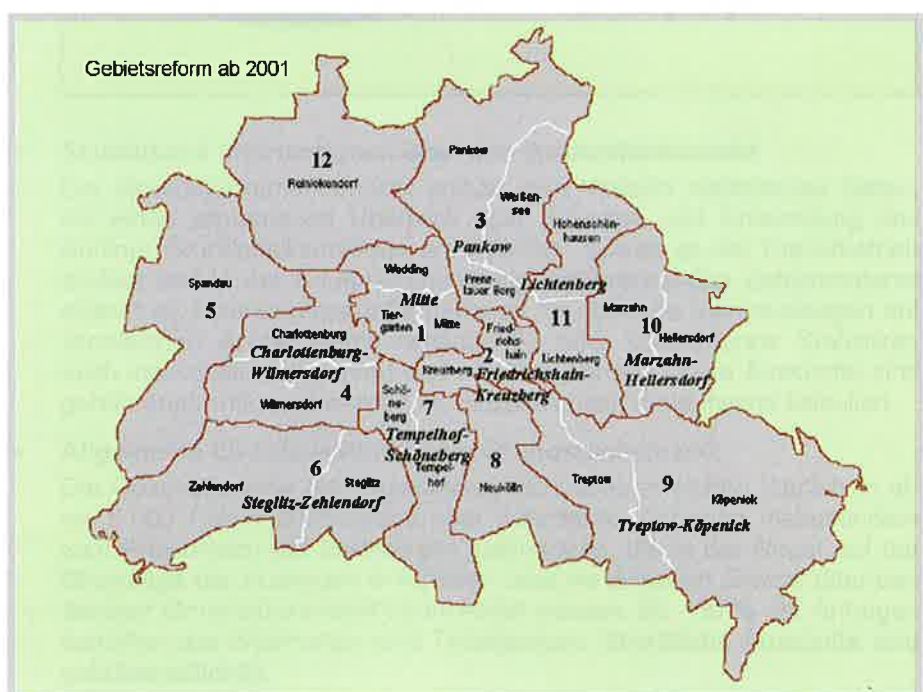 Gebietsreform ab 2001
12
Reinickendorf
Pankow
Weißen-
see
3
Pankow
Hohenschön-
hausen
Wedding
Prenz-
lauer Berg
Lichtenberg
Spandau
5
Mitte
Tier-
garten
1
Mitte
Fried-
richs-
hain
11
Marzahn
10
Hellersdorf
Marzahn-
Hellersdorf
Charlottenburg
Charlottenburg-
Wilmersdorf
Wilmersdorf
4
Kreuzberg
2
Lichtenberg
Friedrichshain-
Kreuzberg
Schö-
ne-
berg
7
Tempelhof-
Schöneberg
Tempel-
hof
6
Zehlendorf
Steglitz
Steglitz-Zehlendorf
8
Neukölln
Treptow
9
Köpenick
Treptow-Köpenick